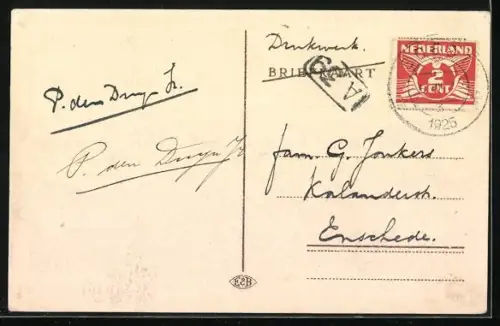 Drukwerk.
BRIEFKAART
NEDERLAND
2
CENT
1925
P. den Duyn Jr.
P. den Duyn Jr.
fam. G. Jonkers
Kalanderstr.
Enschede.